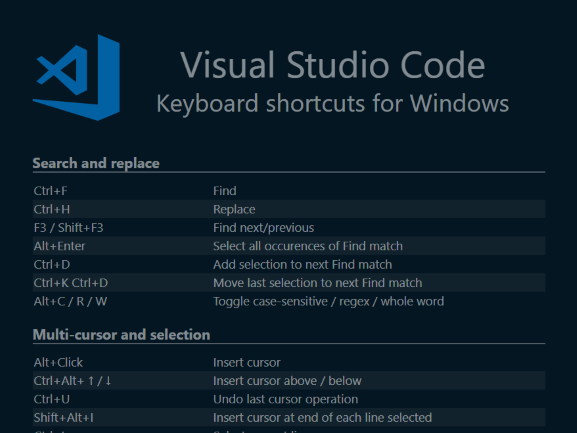 Visual Studio Code
Keyboard shortcuts for Windows
Search and replace
Ctrl+F Find
Ctrl+H Replace
F3 / Shift+F3 Find next/previous
Alt+Enter Select all occurences of Find match
Ctrl+D Add selection to next Find match
Ctrl+K Ctrl+D Move last selection to next Find match
Alt+C / R / W Toggle case-sensitive / regex / whole word
Multi-cursor and selection
Alt+Click Insert cursor
Ctrl+Alt+ ↑ / ↓ Insert cursor above / below
Ctrl+U Undo last cursor operation
Shift+Alt+I Insert cursor at end of each line selected